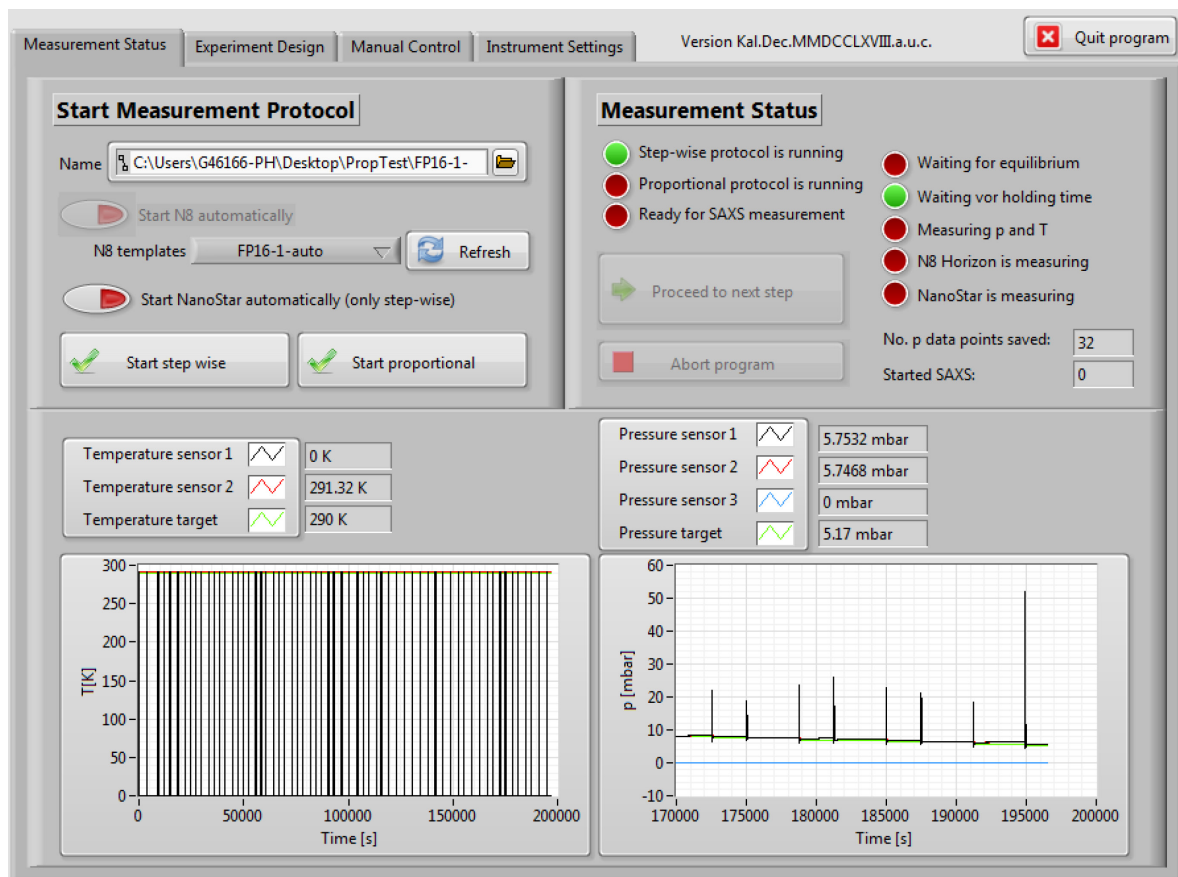 Measurement Status
Experiment Design
Manual Control
Instrument Settings
Version Kal.Dec.MMDCCLXVIII.a.u.c.
Quit program
Start Measurement Protocol
Name
C:\Users\G46166-PH\Desktop\PropTest\FP16-1-
Start N8 automatically
N8 templates
FP16-1-auto
Refresh
Start NanoStar automatically (only step-wise)
Start step wise
Start proportional
Measurement Status
Step-wise protocol is running
Proportional protocol is running
Ready for SAXS measurement
Proceed to next step
Abort program
Waiting for equilibrium
Waiting vor holding time
Measuring p and T
N8 Horizon is measuring
NanoStar is measuring
No. p data points saved: 32
Started SAXS: 0
Temperature sensor 1 0 K
Temperature sensor 2 291.32 K
Temperature target 290 K
300
250
200
150
100
50
0
T[K]
0 50000 100000 150000 200000
Time [s]
Pressure sensor 1 5.7532 mbar
Pressure sensor 2 5.7468 mbar
Pressure sensor 3 0 mbar
Pressure target 5.17 mbar
60
50
40
30
20
10
0
-10
p [mbar]
170000 175000 180000 185000 190000 195000 200000
Time [s]